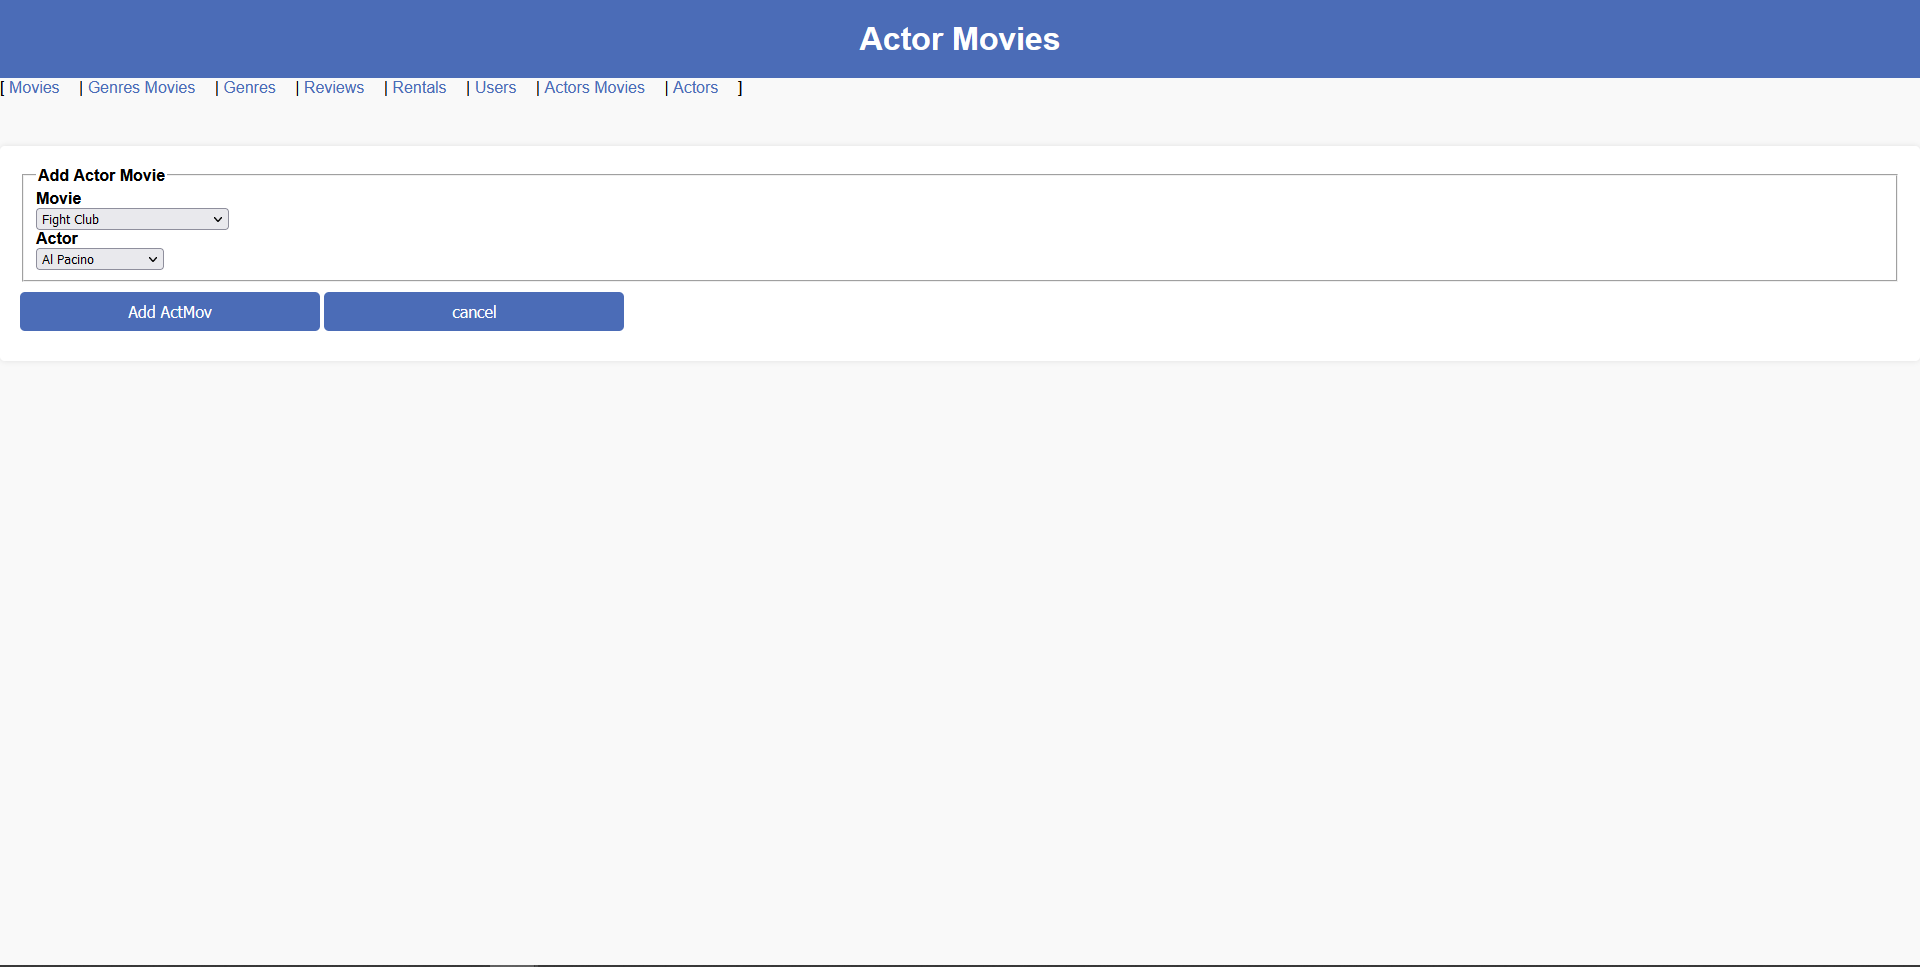 Actor Movies
[ Movies | Genres Movies | Genres | Reviews | Rentals | Users | Actors Movies | Actors ]
Add Actor Movie
Movie
Fight Club
Actor
Al Pacino
Add ActMov cancel